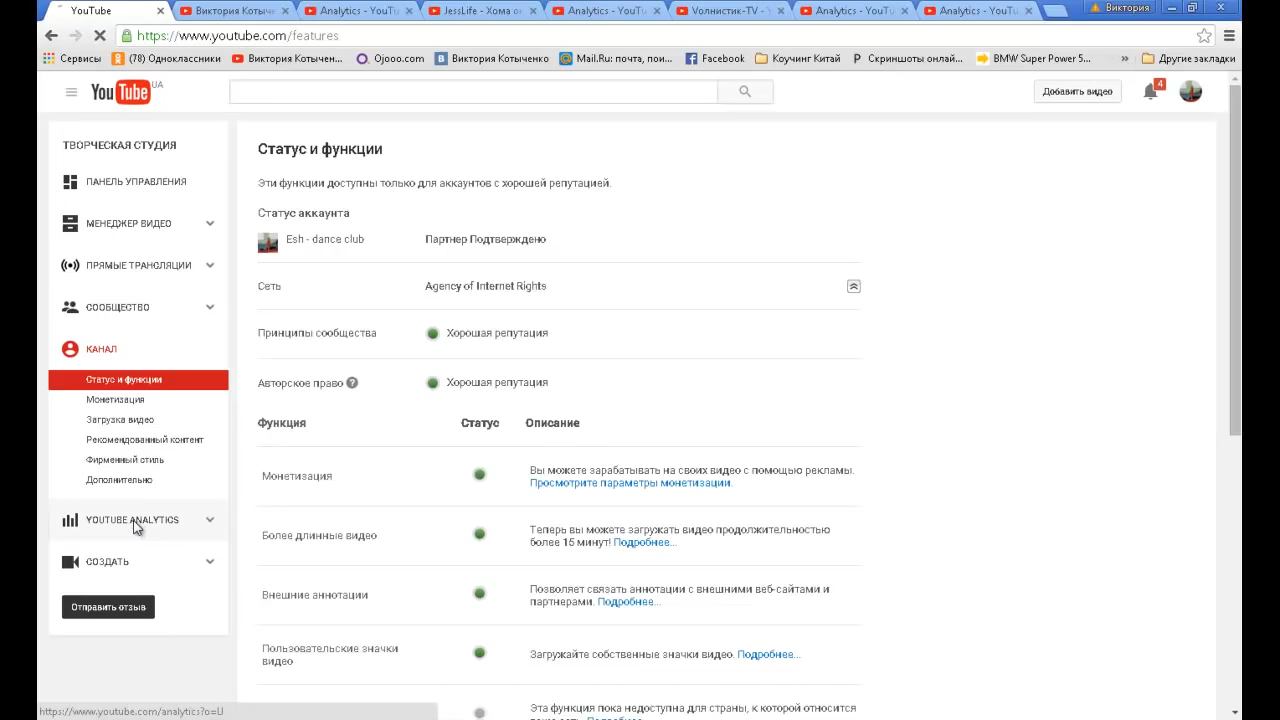 YouTube
Виктория Котыче
Analytics - YouTu
JessLife - Хома о
Analytics - YouTu
Волнистик-TV -
Analytics - YouTu
Analytics - YouTu
Виктория
https://www.youtube.com/features
Сервисы
(78) Одноклассники
Виктория Котычен...
Ojooo.com
Виктория Котыченко
Mail.Ru: почта, пои...
Facebook
Коучинг Китай
Скриншоты онлай...
BMW Super Power 5...
Другие закладки
YouTube UA
Добавить видео
4
ТВОРЧЕСКАЯ СТУДИЯ
ПАНЕЛЬ УПРАВЛЕНИЯ
МЕНЕДЖЕР ВИДЕО
ПРЯМЫЕ ТРАНСЛЯЦИИ
СООБЩЕСТВО
КАНАЛ
Статус и функции
Монетизация
Загрузка видео
Рекомендованный контент
Фирменный стиль
Дополнительно
YOUTUBE ANALYTICS
СОЗДАТЬ
Отправить отзыв
Статус и функции
Эти функции доступны только для аккаунтов с хорошей репутацией.
Статус аккаунта
Esh - dance club
Партнер Подтверждено
Сеть
Agency of Internet Rights
Принципы сообщества
Хорошая репутация
Авторское право ?
Хорошая репутация
Функция
Статус
Описание
Монетизация
Вы можете зарабатывать на своих видео с помощью рекламы.
Просмотрите параметры монетизации.
Более длинные видео
Теперь вы можете загружать видео продолжительностью
более 15 минут! Подробнее...
Внешние аннотации
Позволяет связать аннотации с внешними веб-сайтами и
партнерами. Подробнее...
Пользовательские значки
видео
Загружайте собственные значки видео. Подробнее...
Эта функция пока недоступна для страны, к которой относится
https://www.youtube.com/analytics?o=U